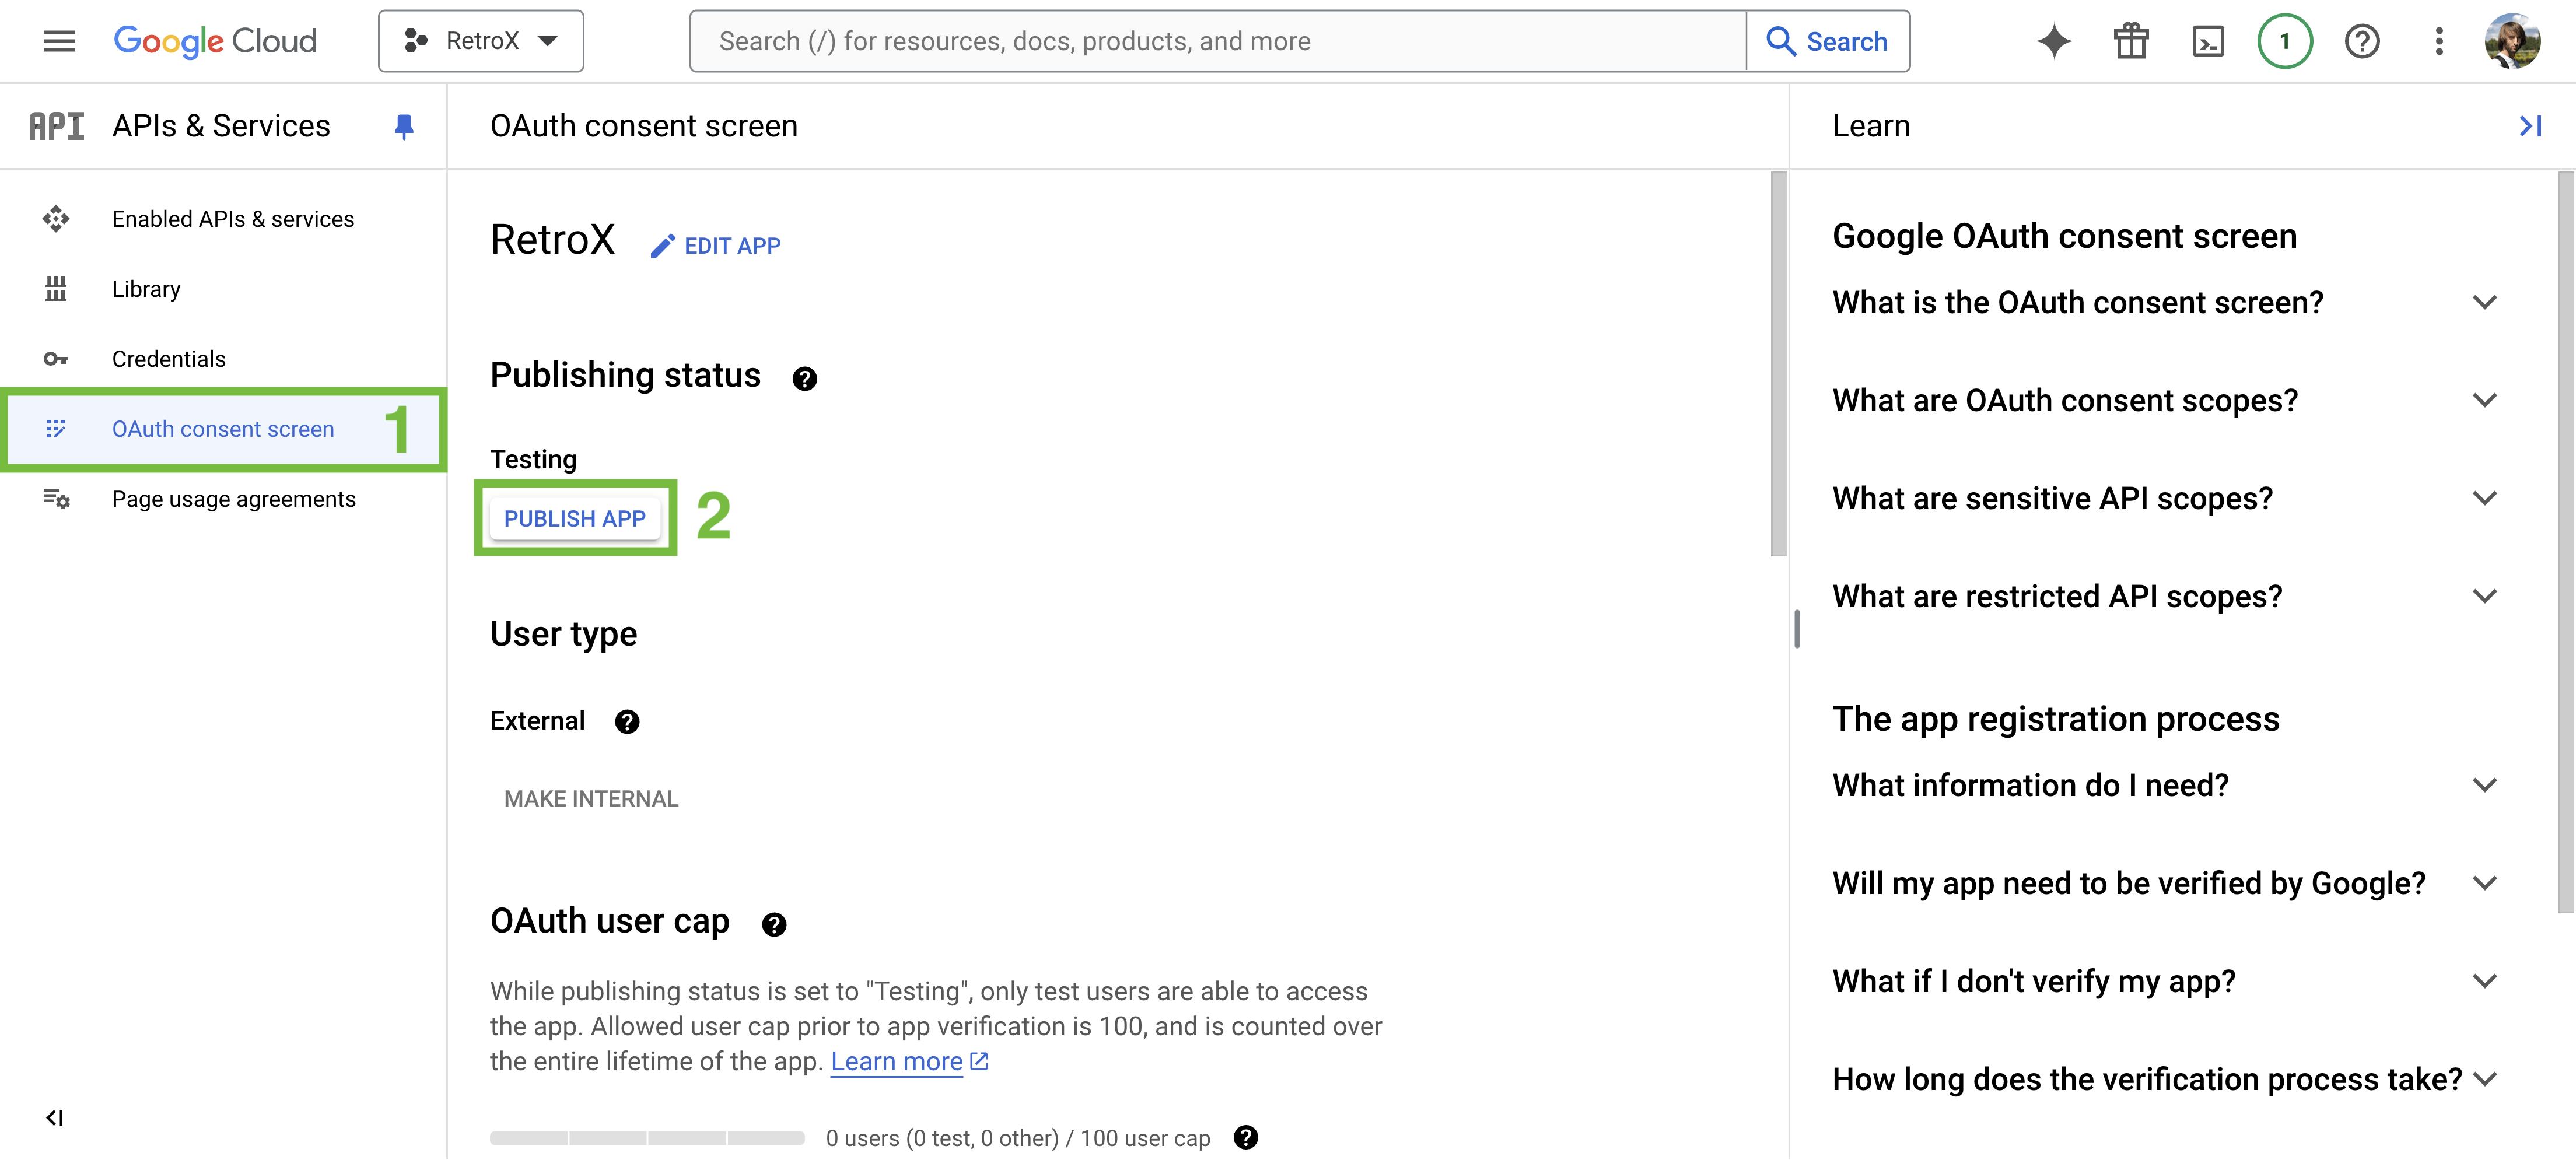 Google Cloud
RetroX
Search (/) for resources, docs, products, and more
Search
1
API
APIs & Services
OAuth consent screen
Learn
Enabled APIs & services
Library
Credentials
OAuth consent screen
1
Page usage agreements
RetroX
EDIT APP
Publishing status
Testing
PUBLISH APP
2
User type
External
MAKE INTERNAL
OAuth user cap
While publishing status is set to "Testing", only test users are able to access
the app. Allowed user cap prior to app verification is 100, and is counted over
the entire lifetime of the app. Learn more
0 users (0 test, 0 other) / 100 user cap
Google OAuth consent screen
What is the OAuth consent screen?
What are OAuth consent scopes?
What are sensitive API scopes?
What are restricted API scopes?
The app registration process
What information do I need?
Will my app need to be verified by Google?
What if I don't verify my app?
How long does the verification process take?